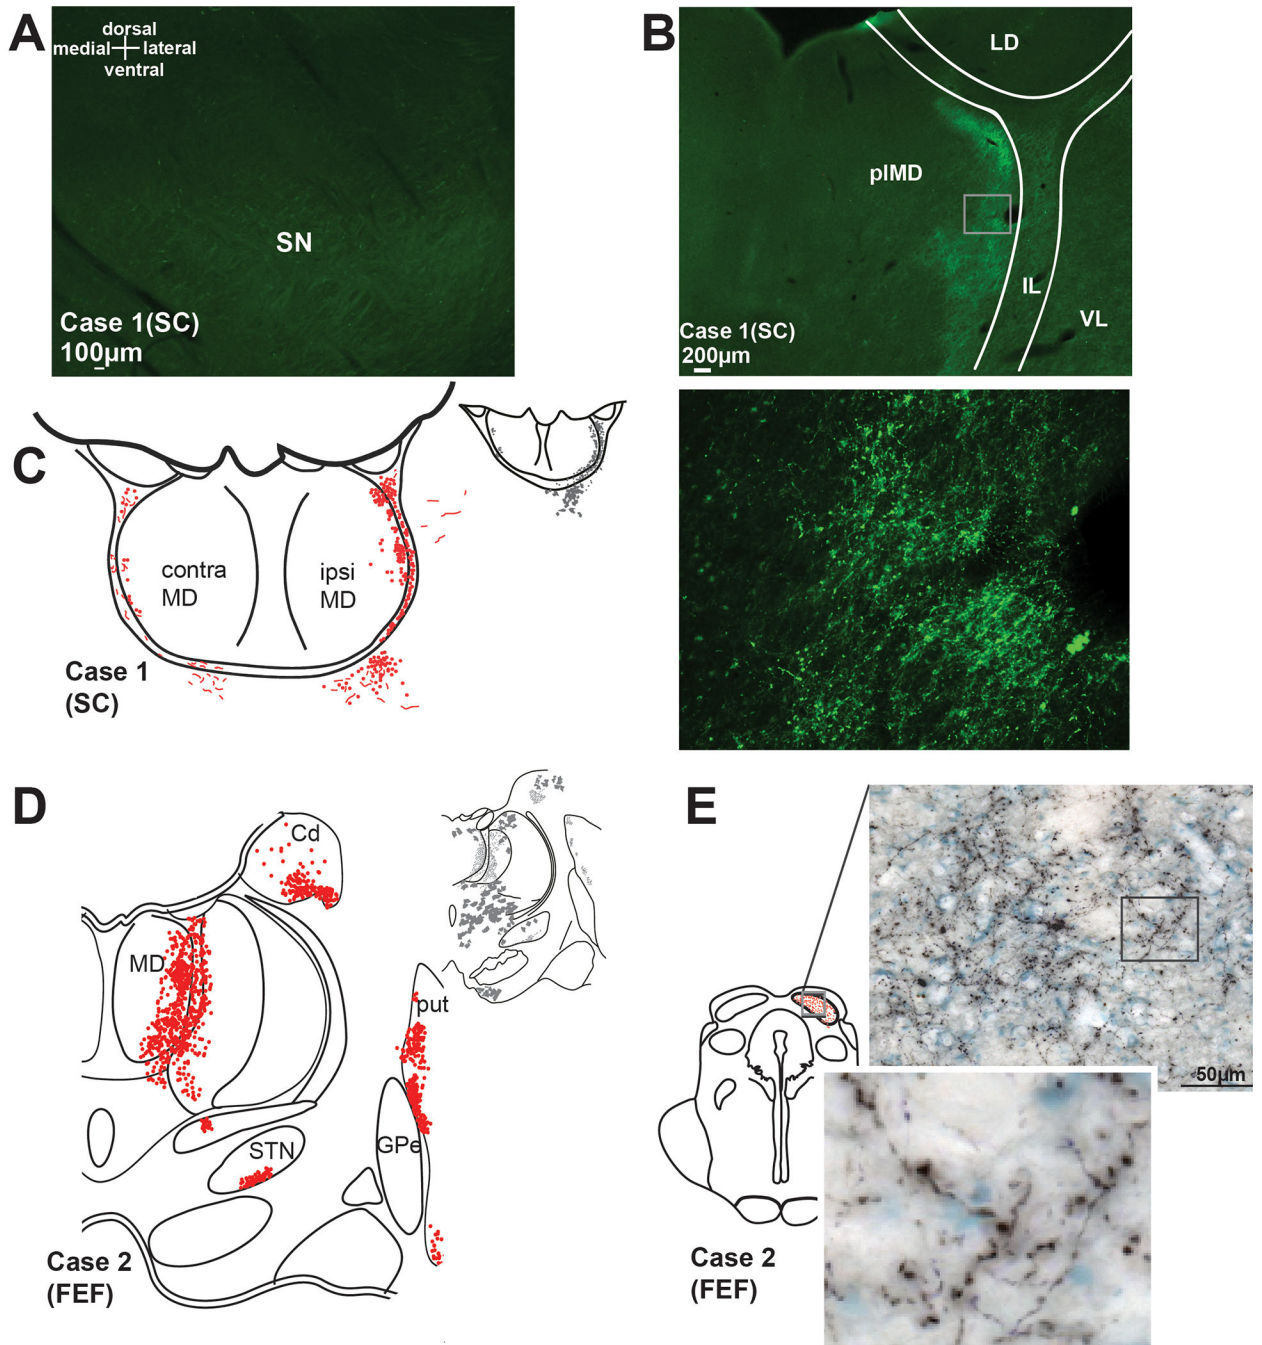 A
dorsal
medial lateral
ventral
SN
Case 1(SC)
100µm
B
LD
plMD
IL
VL
Case 1(SC)
200µm
C
contra
MD
ipsi
MD
Case 1
(SC)
D
Cd
MD
put
STN
GPe
Case 2
(FEF)
E
50µm
Case 2
(FEF)